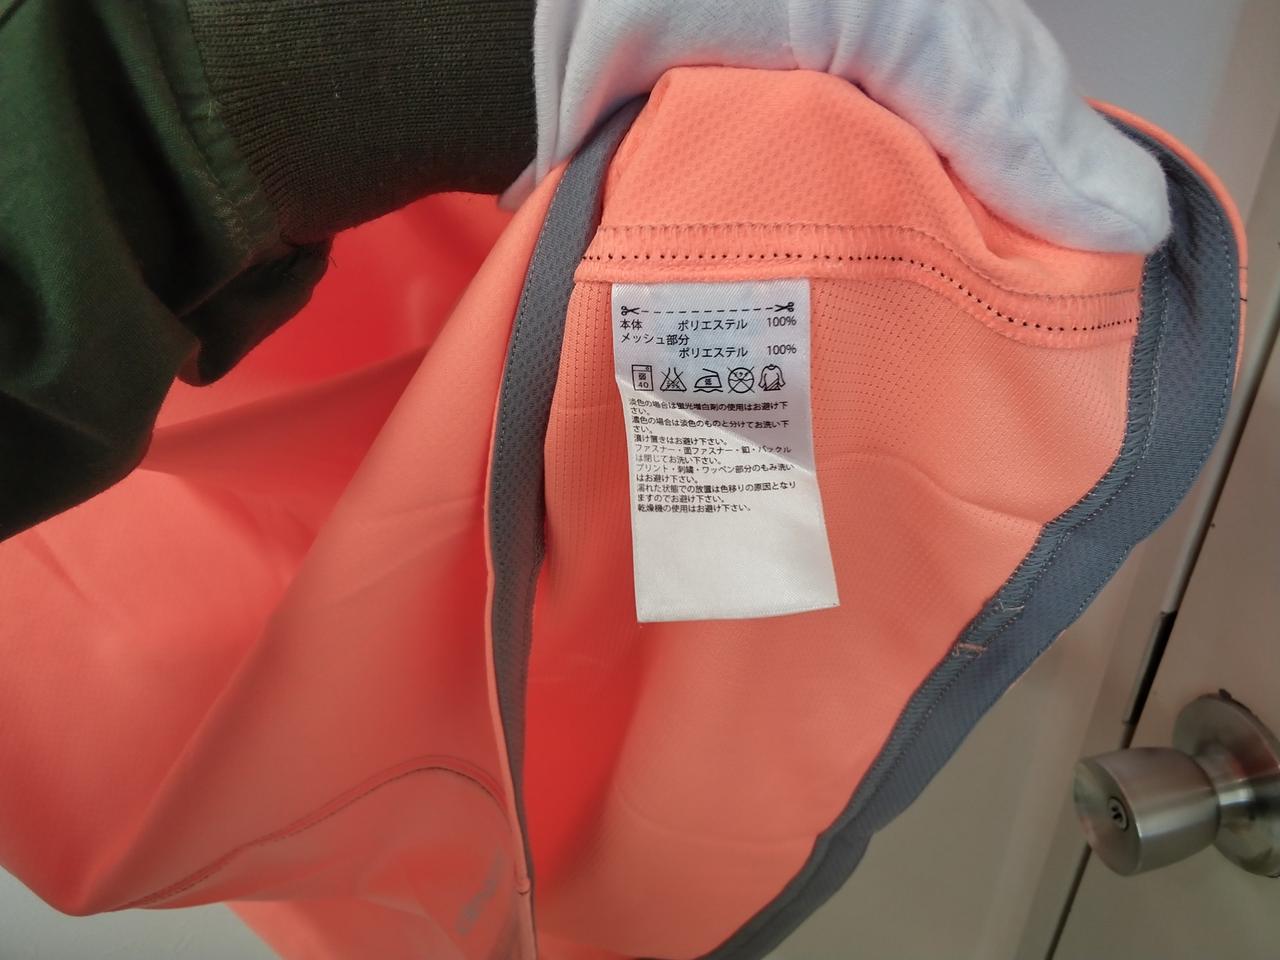 本体 ポリエステル 100%
メッシュ部分
ポリエステル 100%
弱
40
淡色の場合は蛍光増白剤の使用はお避け下
さい。
濃色の場合は淡色のものと分けてお洗い下
さい。
漬け置きはお避け下さい。
ファスナー・面ファスナー・釦・バックル
は閉じてお洗い下さい。
プリント・刺繍・ワッペン部分のもみ洗い
はお避け下さい。
濡れた状態での放置は色移りの原因となり
ますのでお避け下さい。
乾燥機の使用はお避け下さい。